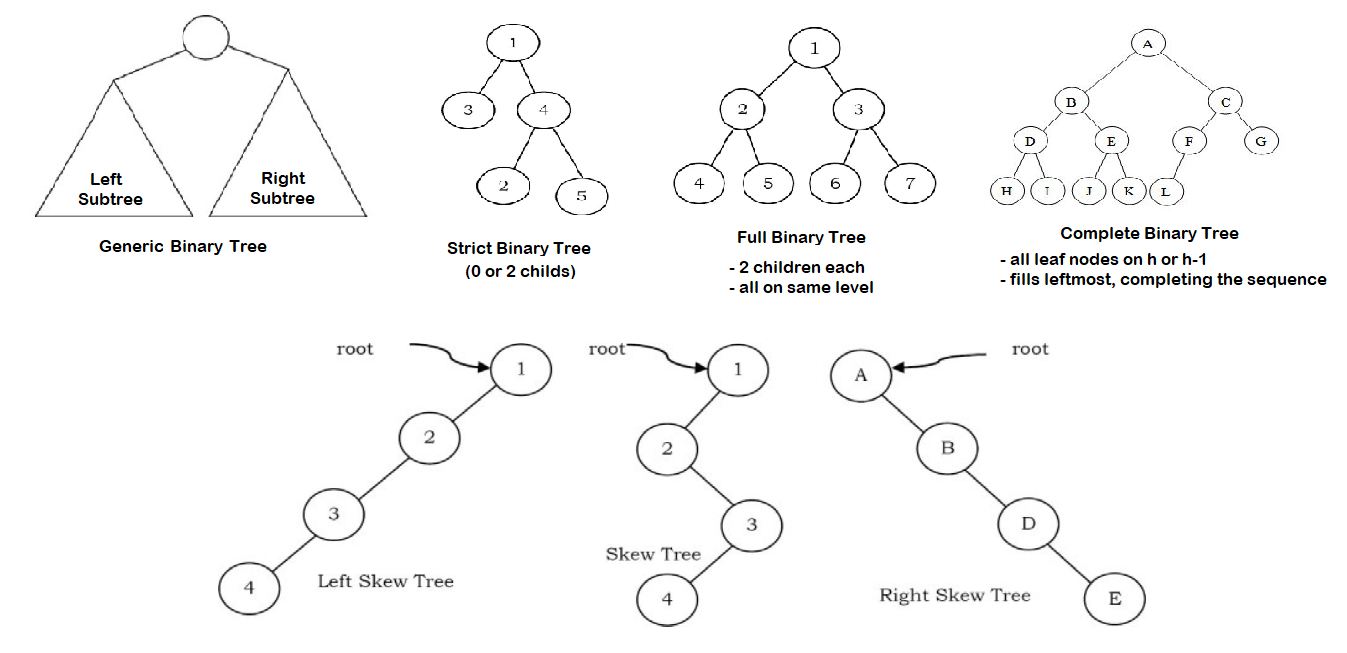 Left
Subtree
Right
Subtree
Generic Binary Tree
1
3
4
2
5
Strict Binary Tree
(0 or 2 childs)
1
2
3
4
5
6
7
Full Binary Tree
- 2 children each
- all on same level
A
B
C
D
E
F
G
H
I
J
K
L
Complete Binary Tree
- all leaf nodes on h or h-1
- fills leftmost, completing the sequence
root
1
2
3
4
Left Skew Tree
root
1
2
3
Skew Tree
4
root
A
B
D
Right Skew Tree
E